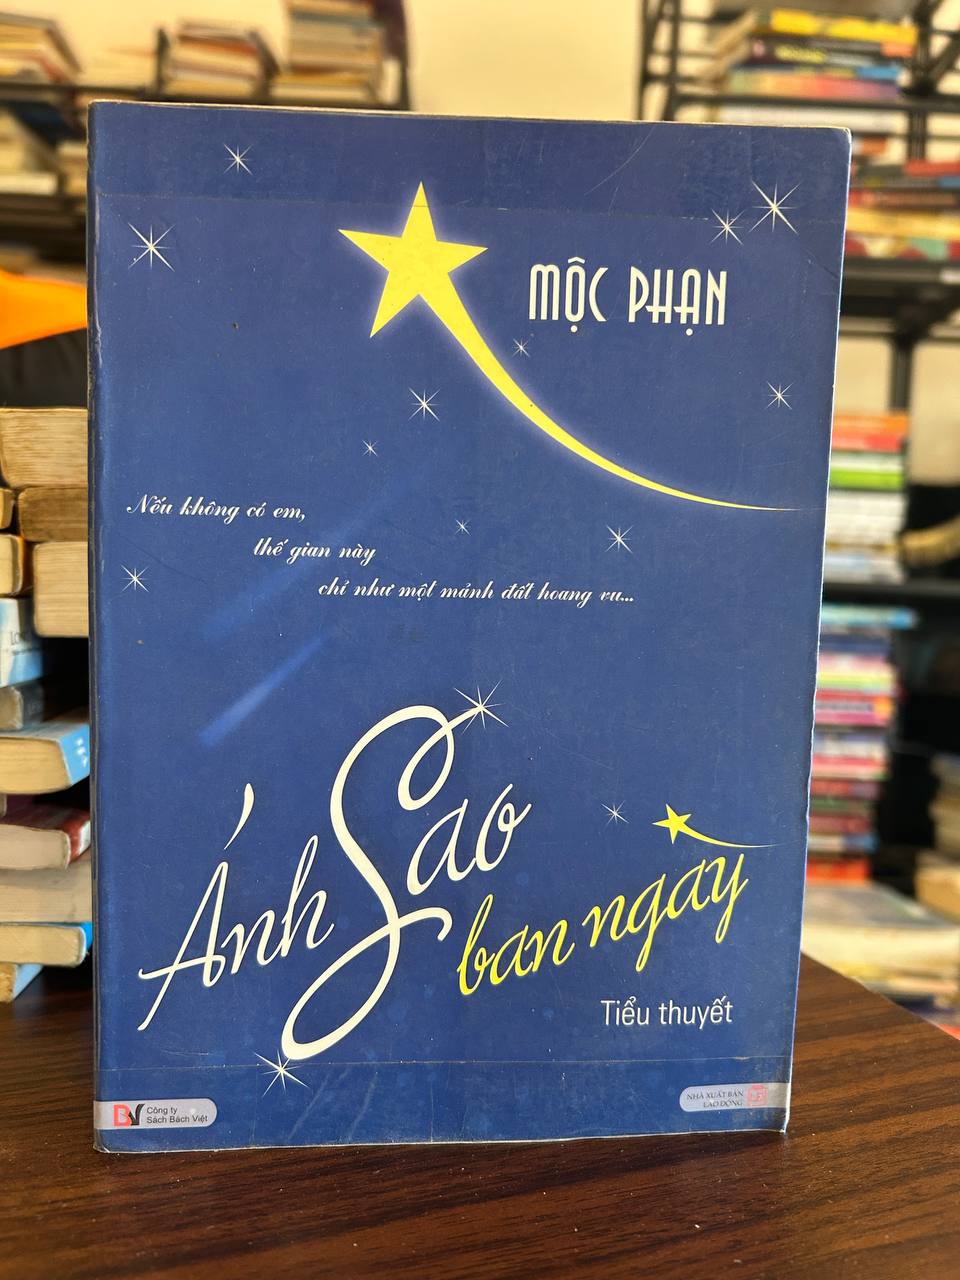 MỘC PHẠN
Nếu không có em,
thế gian này
chỉ như một mảnh đất hoang vu...
Ánh Sao
ban ngày
Tiểu thuyết
BV Công ty
Sách Bách Việt
NHÀ XUẤT BẢN
LAO ĐỘNG